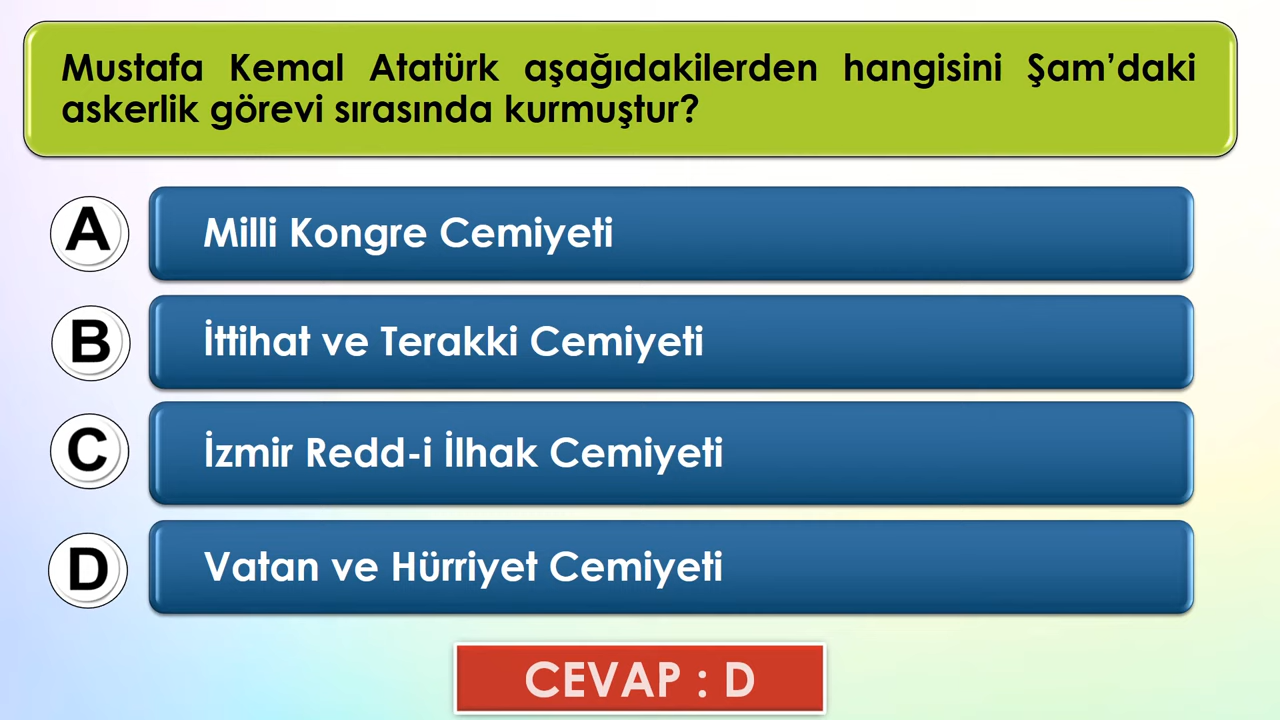 Mustafa Kemal Atatürk aşağıdakilerden hangisini Şam’daki
askerlik görevi sırasında kurmuştur?
A Milli Kongre Cemiyeti
B İttihat ve Terakki Cemiyeti
C İzmir Redd-i İlhak Cemiyeti
D Vatan ve Hürriyet Cemiyeti
CEVAP : D